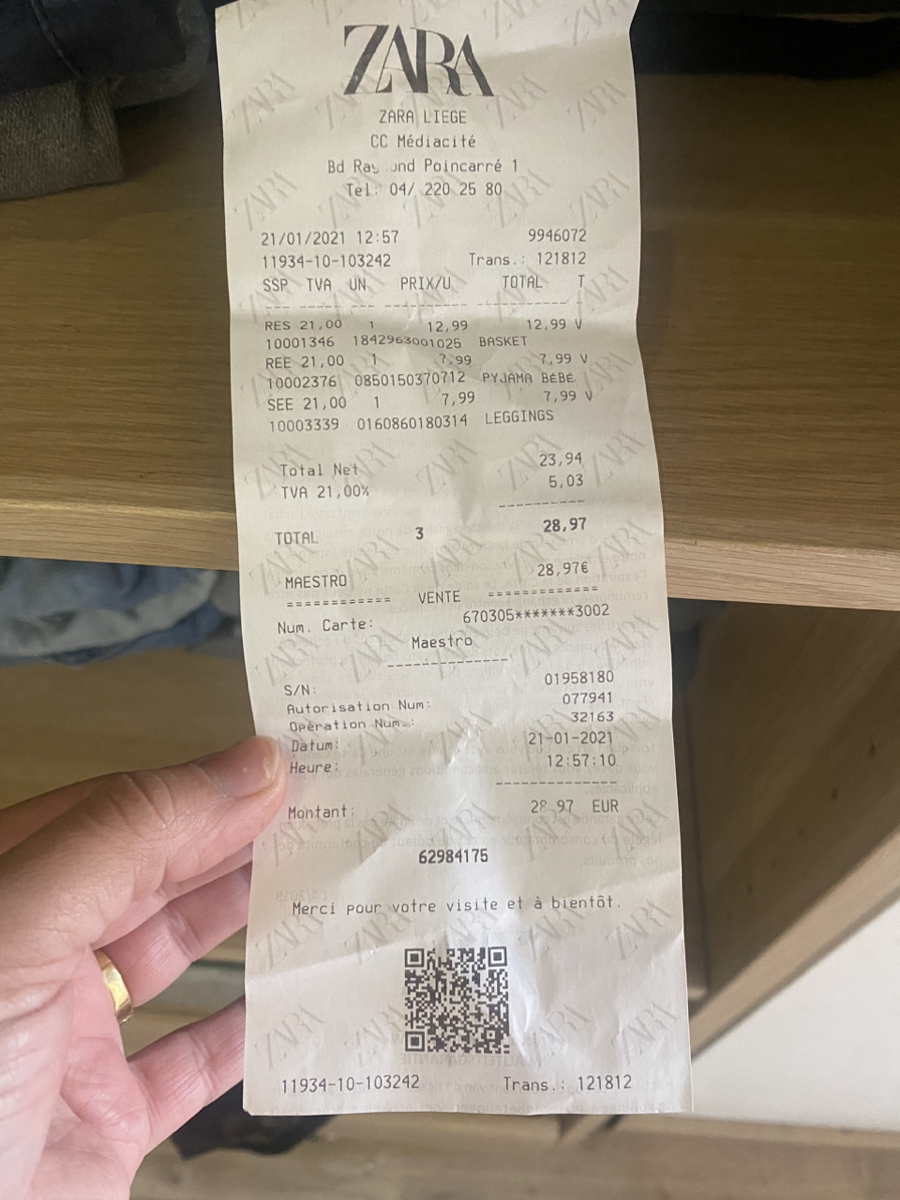 ZARA
ZARA LIEGE
CC Médiacité
Bd Poincarré 1
Tel: 04/ 220 25 80
21/01/2021 12:57 9946072
11934-10-103242 Trans.: 121812
SSP TVA UN PRIX/U TOTAL T
RES 21,00 1 12,99 12,99 V
10001346 1842963001025 BASKET
REE 21,00 1 7,99 7,99 V
10002376 0850150370712 PYJAMA BEBE
SEE 21,00 1 7,99 7,99 V
10003339 0160860180314 LEGGINGS
Total Net 23,94
TVA 21,00% 5,03
TOTAL 3 28,97
MAESTRO 28,97€
============ VENTE =============
Num. Carte: 670305*******3002
Maestro
S/N: 01958180
Autorisation Num: 077941
Opération Num.: 32163
Datum: 21-01-2021
Heure: 12:57:10
Montant: 28,97 EUR
62984175
Merci pour votre visite et à bientôt.
11934-10-103242 Trans.: 121812